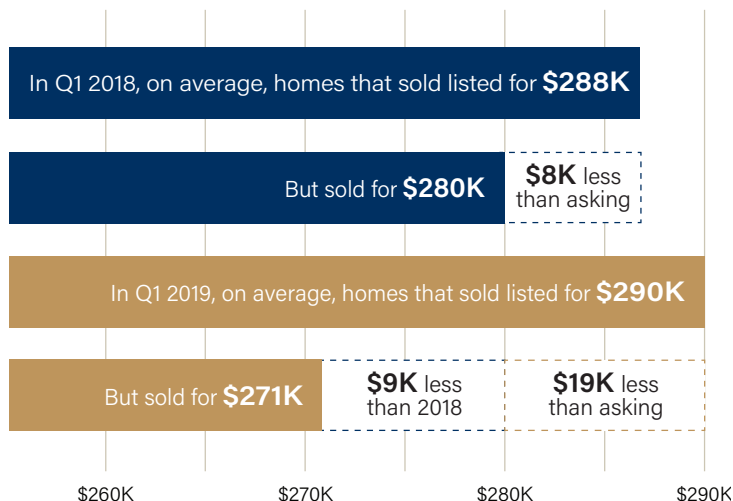 In Q1 2018, on average, homes that sold listed for $288K
But sold for $280K
$8K less
than asking
In Q1 2019, on average, homes that sold listed for $290K
But sold for $271K
$9K less
than 2018
$19K less
than asking
$260K
$270K
$280K
$290K